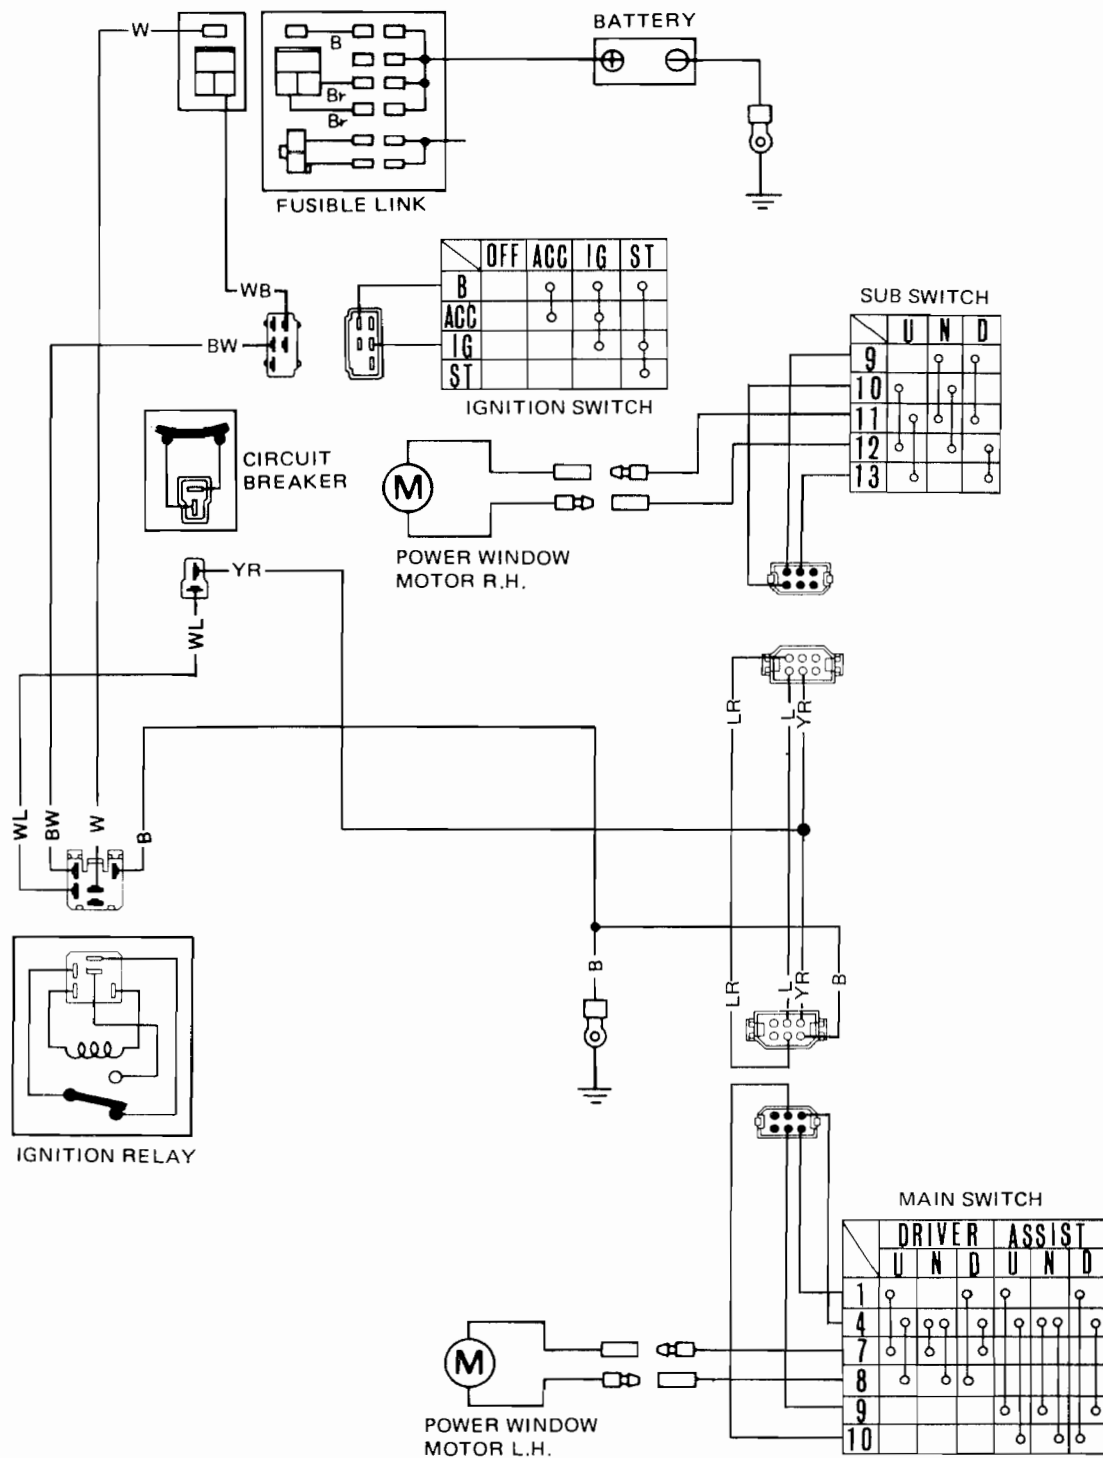 BATTERY
W
B
Br
Br
FUSIBLE LINK
OFF ACC IG ST
B
ACC
IG
ST
IGNITION SWITCH
WB
BW
SUB SWITCH
U N D
9
10
11
12
13
CIRCUIT
BREAKER
M
POWER WINDOW
MOTOR R.H.
YR
WL
LR
L
YR
WL
BW
W
B
B
LR
L
YR
B
IGNITION RELAY
MAIN SWITCH
DRIVER ASSIST
U N D U N D
1
4
7
8
9
10
M
POWER WINDOW
MOTOR L.H.